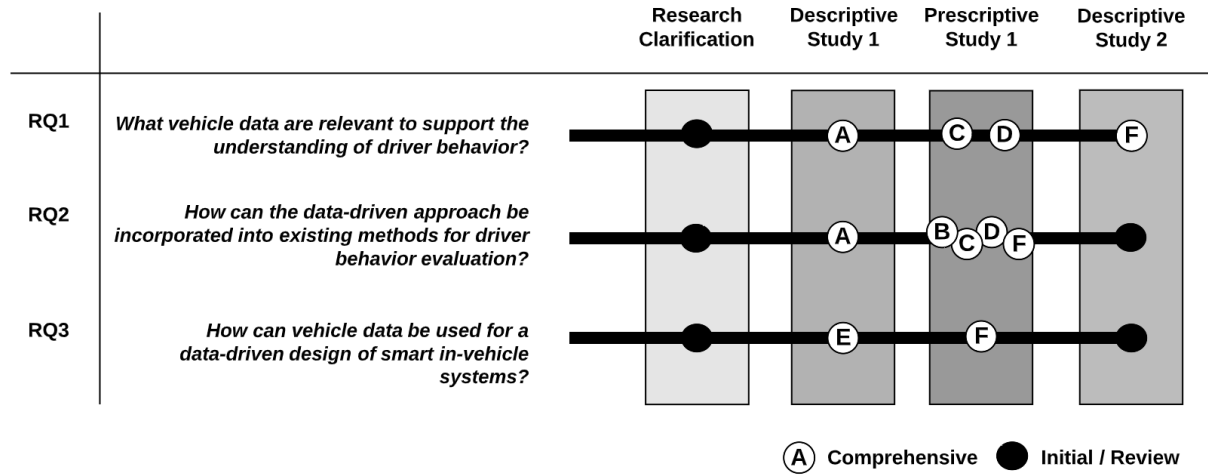 Research Clarification
Descriptive Study 1
Prescriptive Study 1
Descriptive Study 2
RQ1
What vehicle data are relevant to support the
understanding of driver behavior?
A
C
D
F
RQ2
How can the data-driven approach be
incorporated into existing methods for driver
behavior evaluation?
A
B
C
D
F
RQ3
How can vehicle data be used for a
data-driven design of smart in-vehicle
systems?
E
F
A Comprehensive
Initial / Review